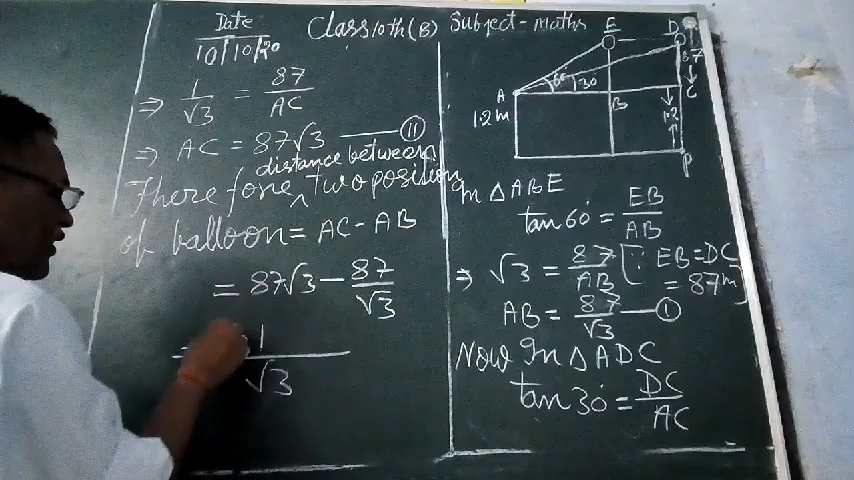 Date
10/10/20
Class 10th (B) Subject - maths
⇒ 1/√3 = 87/AC
⇒ AC = 87√3 —— (II)
distance between
Therefore ^ two position
of balloon = AC - AB
= 87√3 - 87/√3
1
√3
E
D
87
A
60
30
B
C
1.2 m
1.2
P
In △ ABE
tan 60° = EB/AB
⇒ √3 = 87/AB [∵ EB = DC
= 87m]
AB = 87/√3 —— (I)
Now In △ ADC
tan 30° = DC/AC